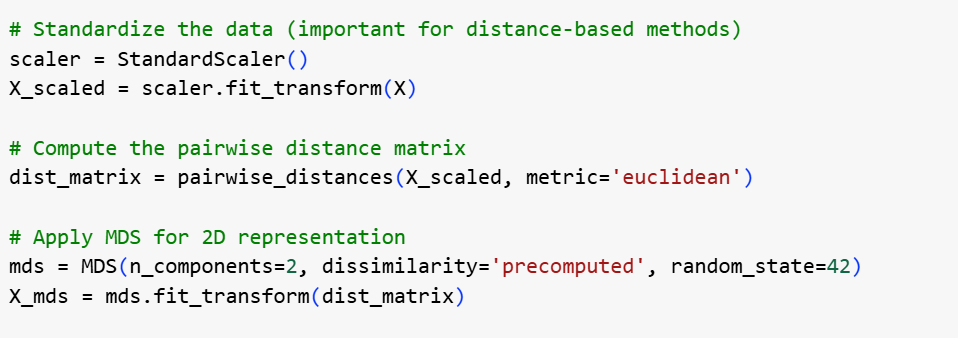 # Standardize the data (important for distance-based methods)
scaler = StandardScaler()
X_scaled = scaler.fit_transform(X)
# Compute the pairwise distance matrix
dist_matrix = pairwise_distances(X_scaled, metric='euclidean')
# Apply MDS for 2D representation
mds = MDS(n_components=2, dissimilarity='precomputed', random_state=42)
X_mds = mds.fit_transform(dist_matrix)